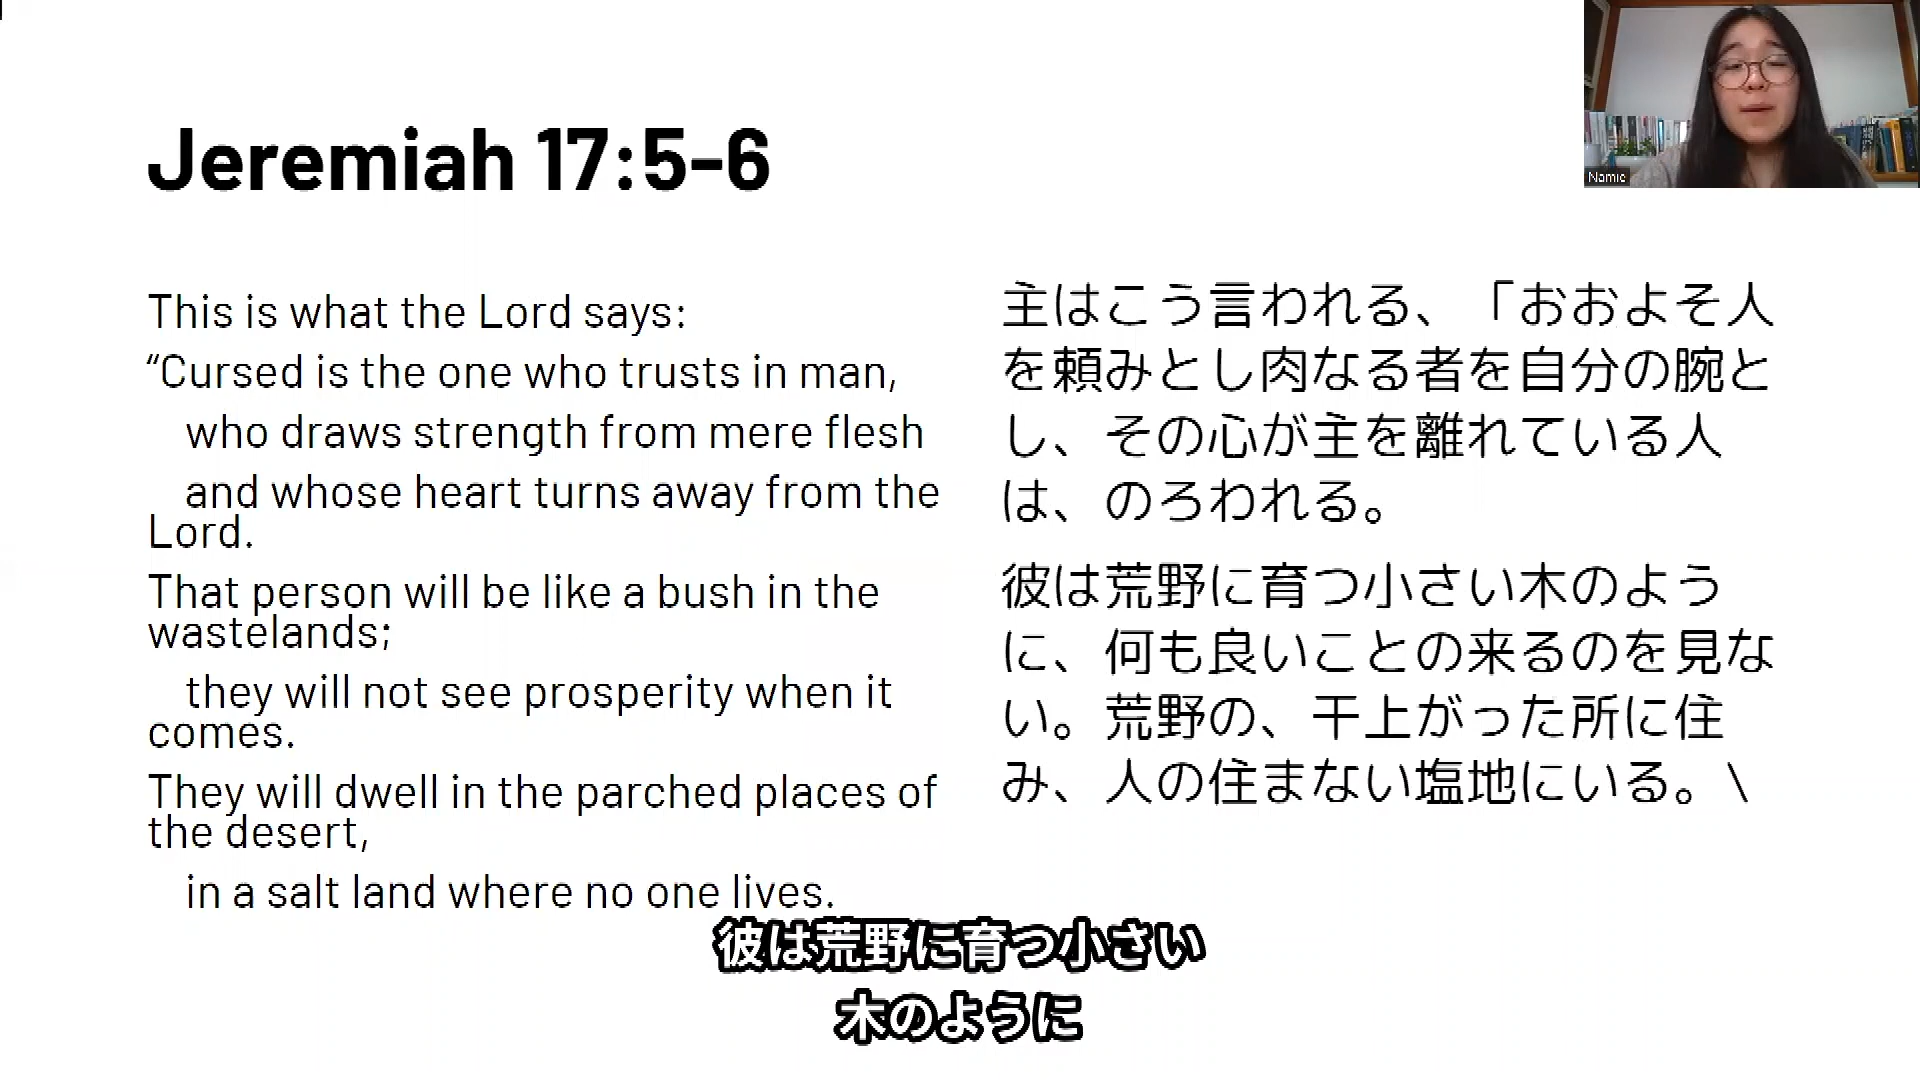 Jeremiah 17:5-6
This is what the Lord says:
“Cursed is the one who trusts in man,
who draws strength from mere flesh
and whose heart turns away from the
Lord.
That person will be like a bush in the
wastelands;
they will not see prosperity when it
comes.
They will dwell in the parched places of
the desert,
in a salt land where no one lives.
主はこう言われる、「おおよそ人
を頼みとし肉なる者を自分の腕と
し、その心が主を離れている人
は、のろわれる。
彼は荒野に育つ小さい木のよう
に、何も良いことの来るのを見な
い。荒野の、干上がった所に住
み、人の住まない塩地にいる。\
Namie
彼は荒野に育つ小さい
木のように